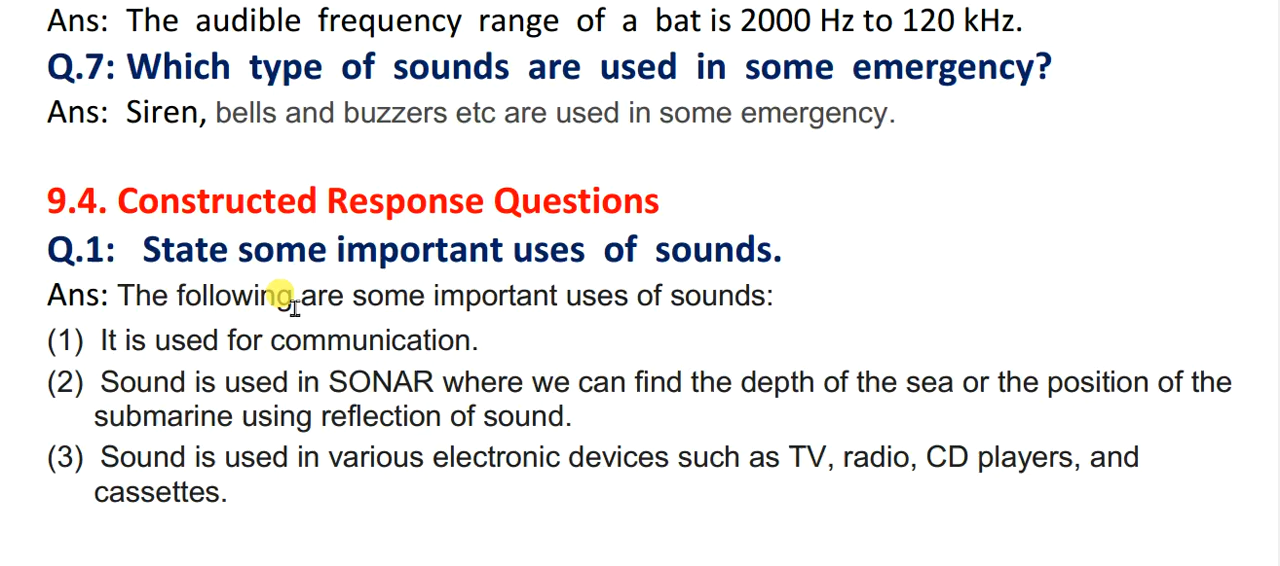 Ans: The audible frequency range of a bat is 2000 Hz to 120 kHz.
Q.7: Which type of sounds are used in some emergency?
Ans: Siren, bells and buzzers etc are used in some emergency.
9.4. Constructed Response Questions
Q.1: State some important uses of sounds.
Ans: The following are some important uses of sounds:
(1) It is used for communication.
(2) Sound is used in SONAR where we can find the depth of the sea or the position of the
submarine using reflection of sound.
(3) Sound is used in various electronic devices such as TV, radio, CD players, and
cassettes.